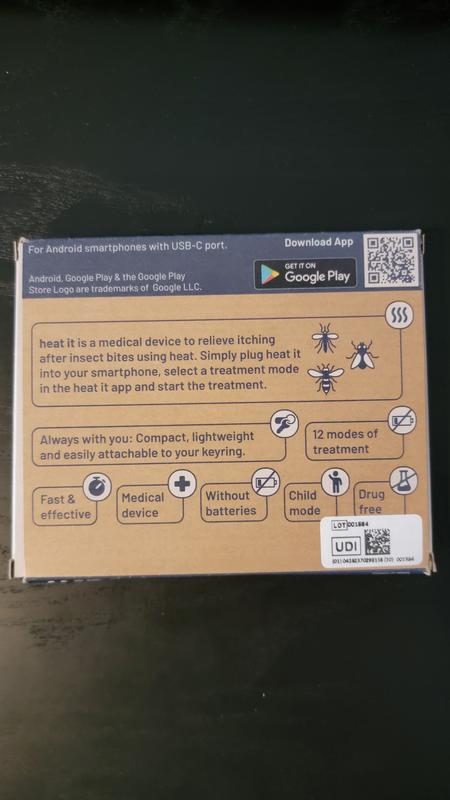 For Android smartphones with USB-C port.
Download App
Android, Google Play & the Google Play
Store Logo are trademarks of Google LLC.
GET IT ON
Google Play
heat it is a medical device to relieve itching
after insect bites using heat. Simply plug heat it
into your smartphone, select a treatment mode
in the heat it app and start the treatment.
Always with you: Compact, lightweight
and easily attachable to your keyring.
12 modes of
treatment
Fast &
effective
Medical
device
Without
batteries
Child
mode
Drug
free
LOT 001884
UDI